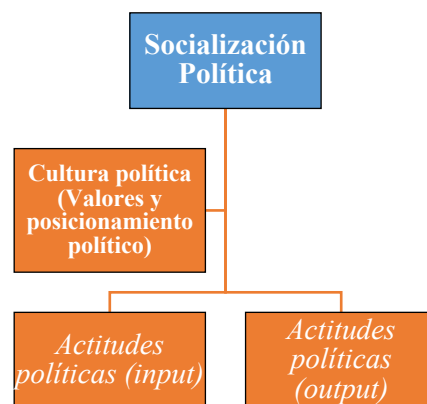 Socialización
Política
Cultura política
(Valores y
posicionamiento
político)
Actitudes
políticas (input)
Actitudes
políticas
(output)